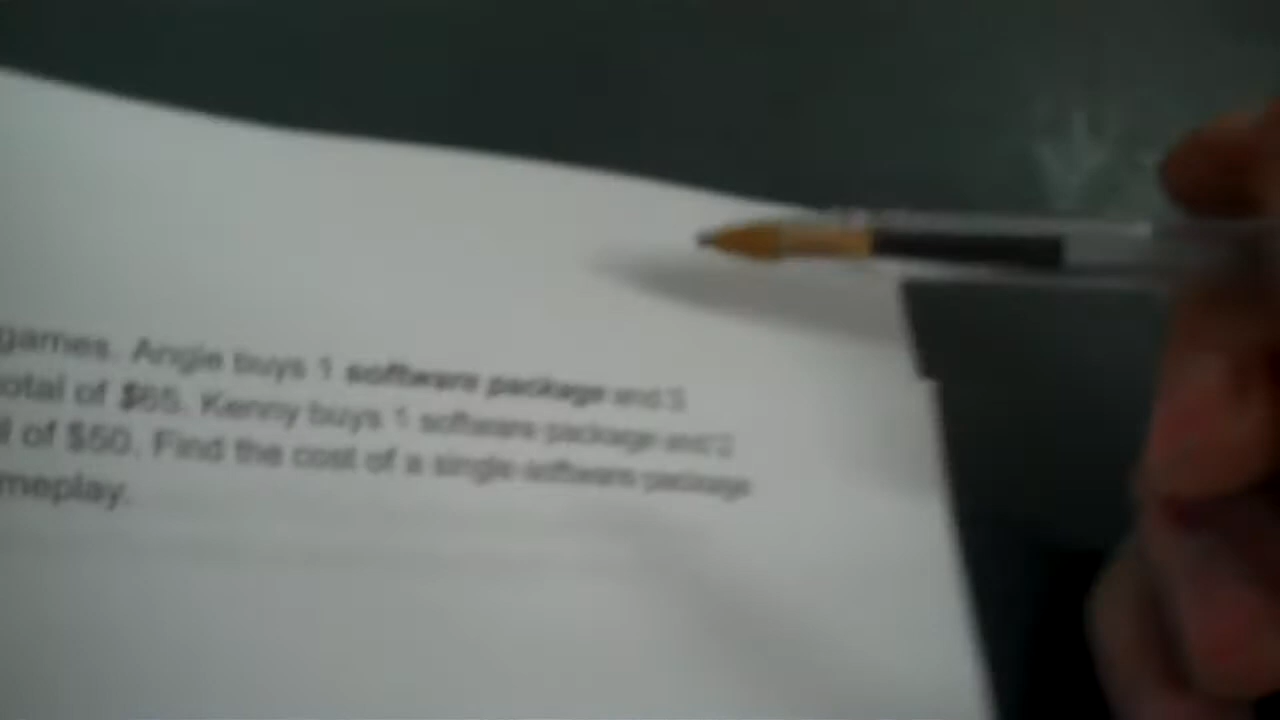 games. Angie buys 1 software package and 3
otal of $65. Kenny buys 1 software package and 2
l of $50. Find the cost of a single software package
meplay.